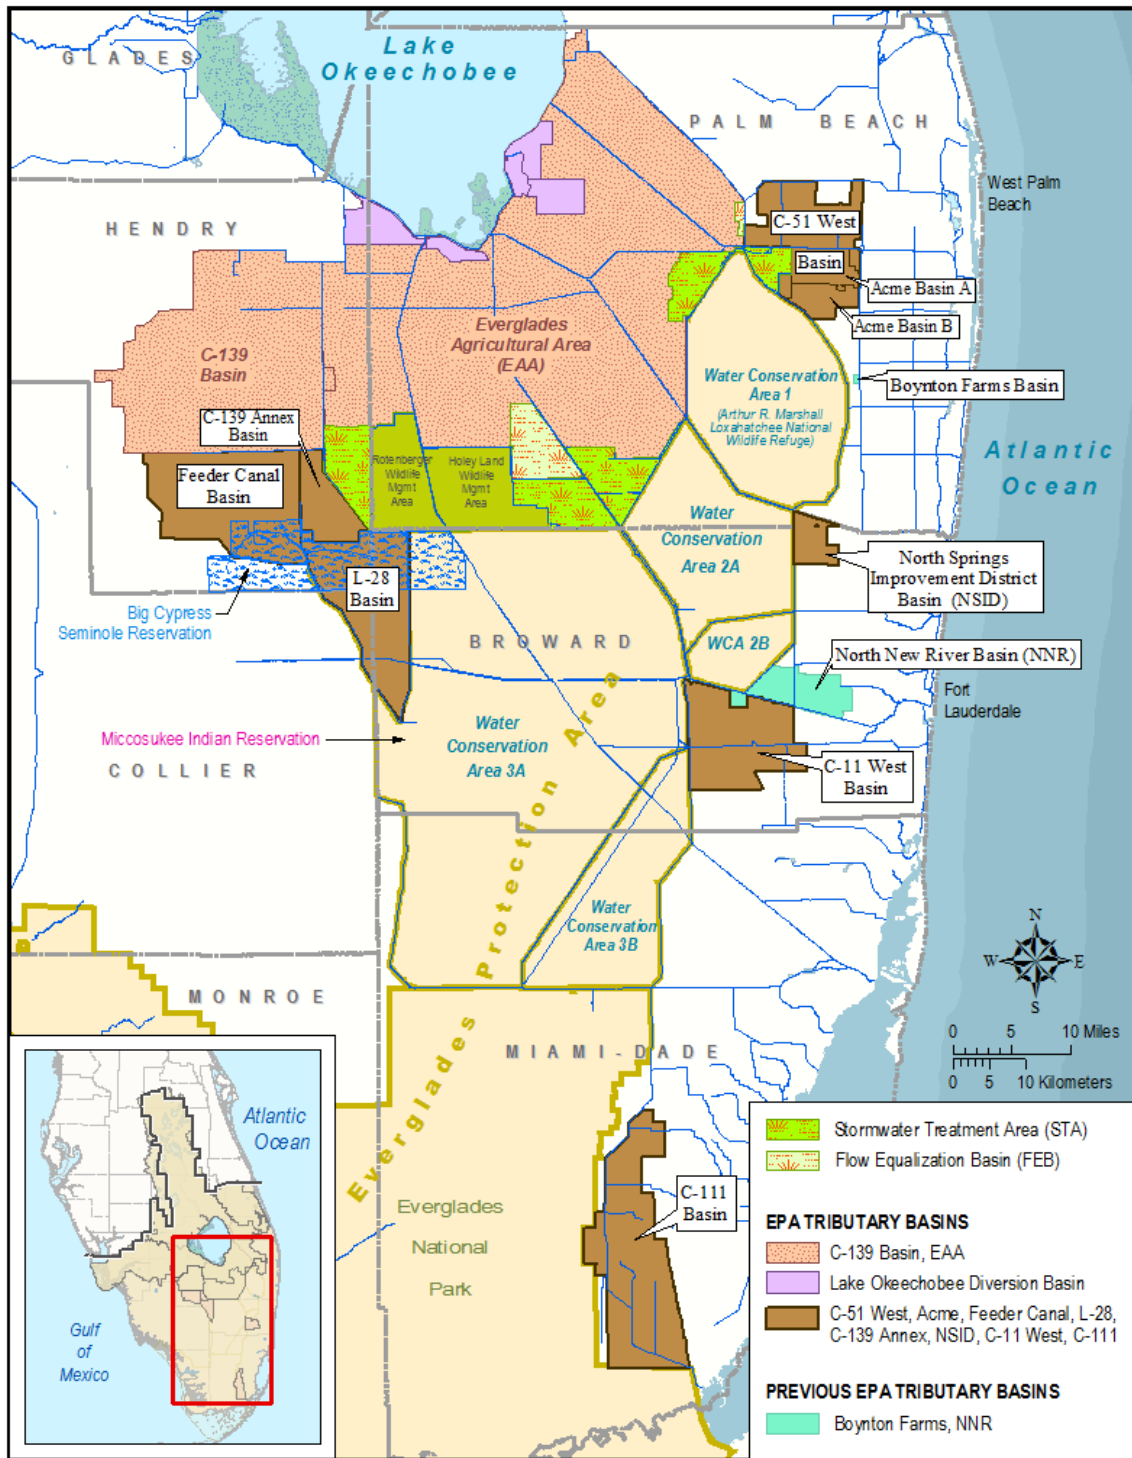 Lake
Okeechobee
GLADES
PALM BEACH
West Palm
Beach
HENDRY
C-51 West
Basin
Acme Basin A
Acme Basin B
Everglades
Agricultural Area
(EAA)
C-139
Basin
Water Conservation
Area 1
(Arthur R. Marshall
Loxahatchee National
Wildlife Refuge)
Boynton Farms Basin
C-139 Annex
Basin
Atlantic
Ocean
Feeder Canal
Basin
Rotenberger
Wildlife
Mgmt
Area
Holey Land
Wildlife
Mgmt
Area
Water
Conservation
Area 2A
North Springs
Improvement District
Basin (NSID)
L-28
Basin
Big Cypress
Seminole Reservation
BROWARD
WCA 2B
North New River Basin (NNR)
Fort
Lauderdale
Miccosukee Indian Reservation
Water
Conservation
Area 3A
COLLIER
C-11 West
Basin
Everglades Protection Area
Water
Conservation
Area 3B
N
W E
S
MONROE
MIAMI-DADE
0 5 10 Miles
0 5 10 Kilometers
Everglades
National
Park
C-111
Basin
Atlantic
Ocean
Gulf
of
Mexico
Stormwater Treatment Area (STA)
Flow Equalization Basin (FEB)
EPA TRIBUTARY BASINS
C-139 Basin, EAA
Lake Okeechobee Diversion Basin
C-51 West, Acme, Feeder Canal, L-28,
C-139 Annex, NSID, C-11 West, C-111
PREVIOUS EPA TRIBUTARY BASINS
Boynton Farms, NNR